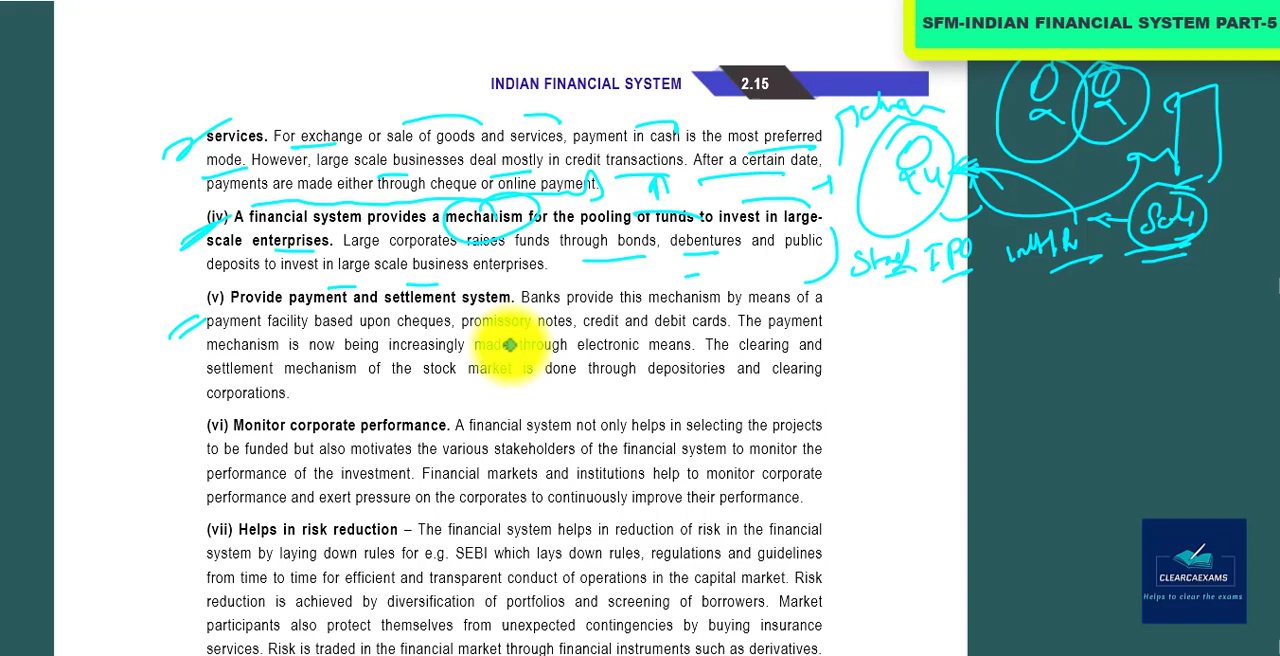 SFM-INDIAN FINANCIAL SYSTEM PART-5
INDIAN FINANCIAL SYSTEM 2.15
services. For exchange or sale of goods and services, payment in cash is the most preferred
mode. However, large scale businesses deal mostly in credit transactions. After a certain date,
payments are made either through cheque or online payment.
(iv) A financial system provides a mechanism for the pooling of funds to invest in large-
scale enterprises. Large corporates raises funds through bonds, debentures and public
deposits to invest in large scale business enterprises.
(v) Provide payment and settlement system. Banks provide this mechanism by means of a
payment facility based upon cheques, promissory notes, credit and debit cards. The payment
mechanism is now being increasingly made through electronic means. The clearing and
settlement mechanism of the stock market is done through depositories and clearing
corporations.
(vi) Monitor corporate performance. A financial system not only helps in selecting the projects
to be funded but also motivates the various stakeholders of the financial system to monitor the
performance of the investment. Financial markets and institutions help to monitor corporate
performance and exert pressure on the corporates to continuously improve their performance.
(vii) Helps in risk reduction – The financial system helps in reduction of risk in the financial
system by laying down rules for e.g. SEBI which lays down rules, regulations and guidelines
from time to time for efficient and transparent conduct of operations in the capital market. Risk
reduction is achieved by diversification of portfolios and screening of borrowers. Market
participants also protect themselves from unexpected contingencies by buying insurance
services. Risk is traded in the financial market through financial instruments such as derivatives.
IPO
CLEARCAEXAMS
Helps to clear the exams